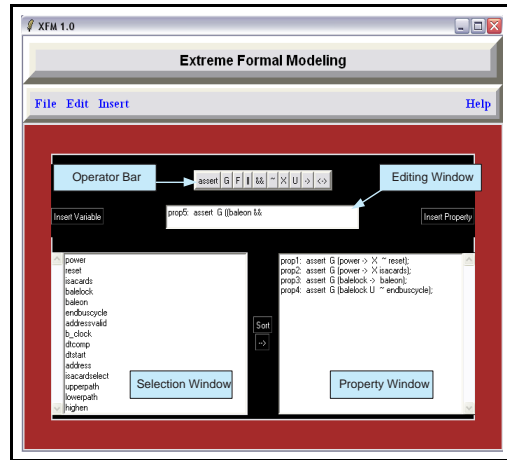 XFM 1.0
Extreme Formal Modeling
File Edit Insert Help
Operator Bar
assert G F || && ~ X U -> <->
Editing Window
Insert Variable
prop5: assert G ((baleon &&
Insert Property
power
reset
isacards
balelock
baleon
endbuscycle
addressvalid
b_clock
dtcomp
dtstart
address
isacardselect
upperpath
lowerpath
highen
Selection Window
Sort
-->
prop1: assert G (power -> X ~ reset);
prop2: assert G (power -> X isacards);
prop3: assert G (balelock -> baleon);
prop4: assert G (balelock U ~ endbuscycle);
Property Window